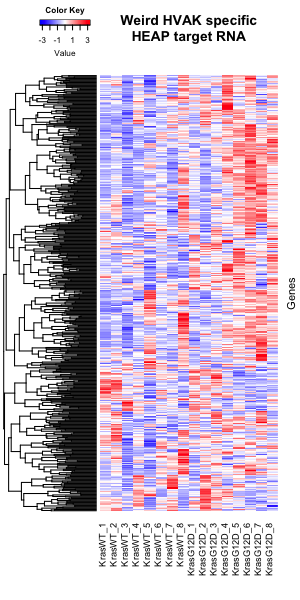 Color Key
-3 -1 1 3
Value
Weird HVAK specific
HEAP target RNA
Genes
KrasWT_1
KrasWT_2
KrasWT_3
KrasWT_4
KrasWT_5
KrasWT_6
KrasWT_7
KrasWT_8
KrasG12D_1
KrasG12D_2
KrasG12D_3
KrasG12D_4
KrasG12D_5
KrasG12D_6
KrasG12D_7
KrasG12D_8